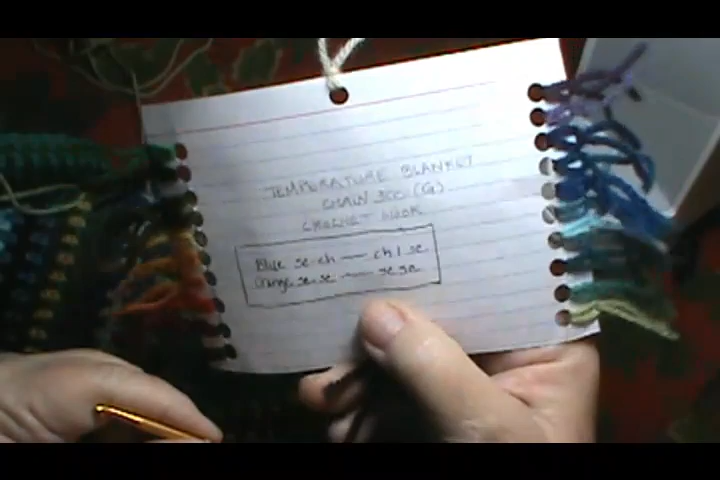 TEMPERATURE BLANKET
CHAIN 300 (G)
CROCHET HOOK
Blue sc ch — ch 1 sc
Orange sc sc — sc sc